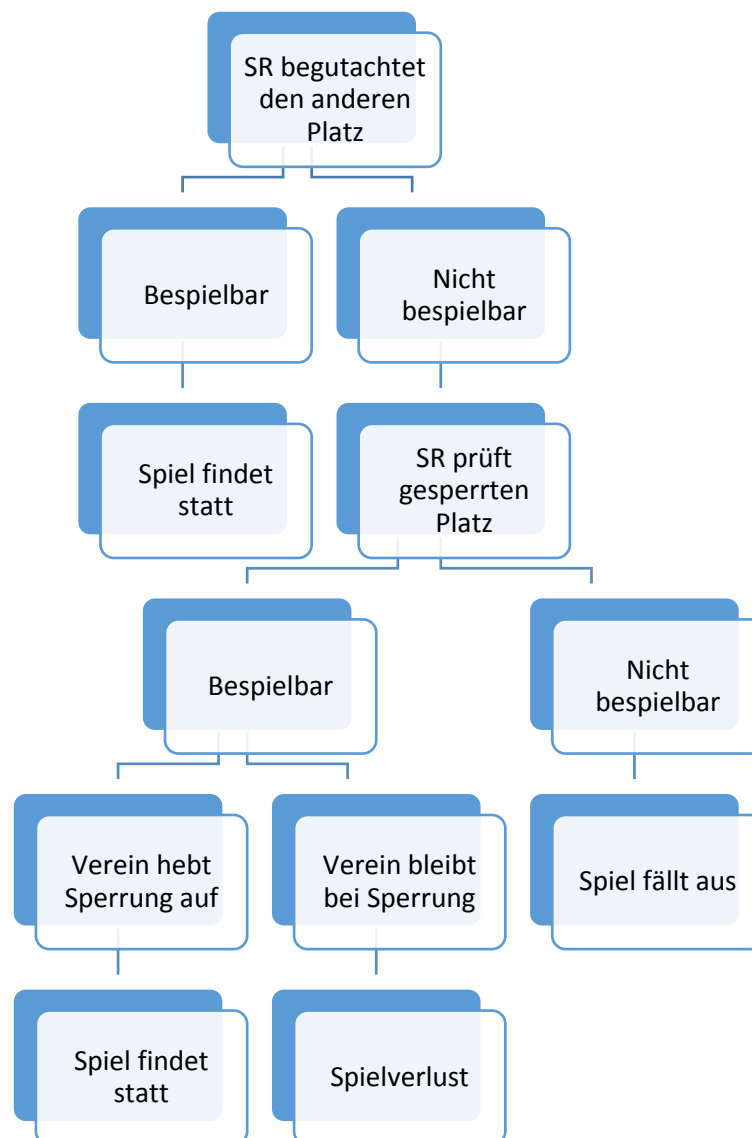 SR begutachtet
den anderen
Platz
Bespielbar
Nicht
bespielbar
Spiel findet
statt
SR prüft
gesperrten
Platz
Bespielbar
Nicht
bespielbar
Verein hebt
Sperrung auf
Verein bleibt
bei Sperrung
Spiel fällt aus
Spiel findet
statt
Spielverlust